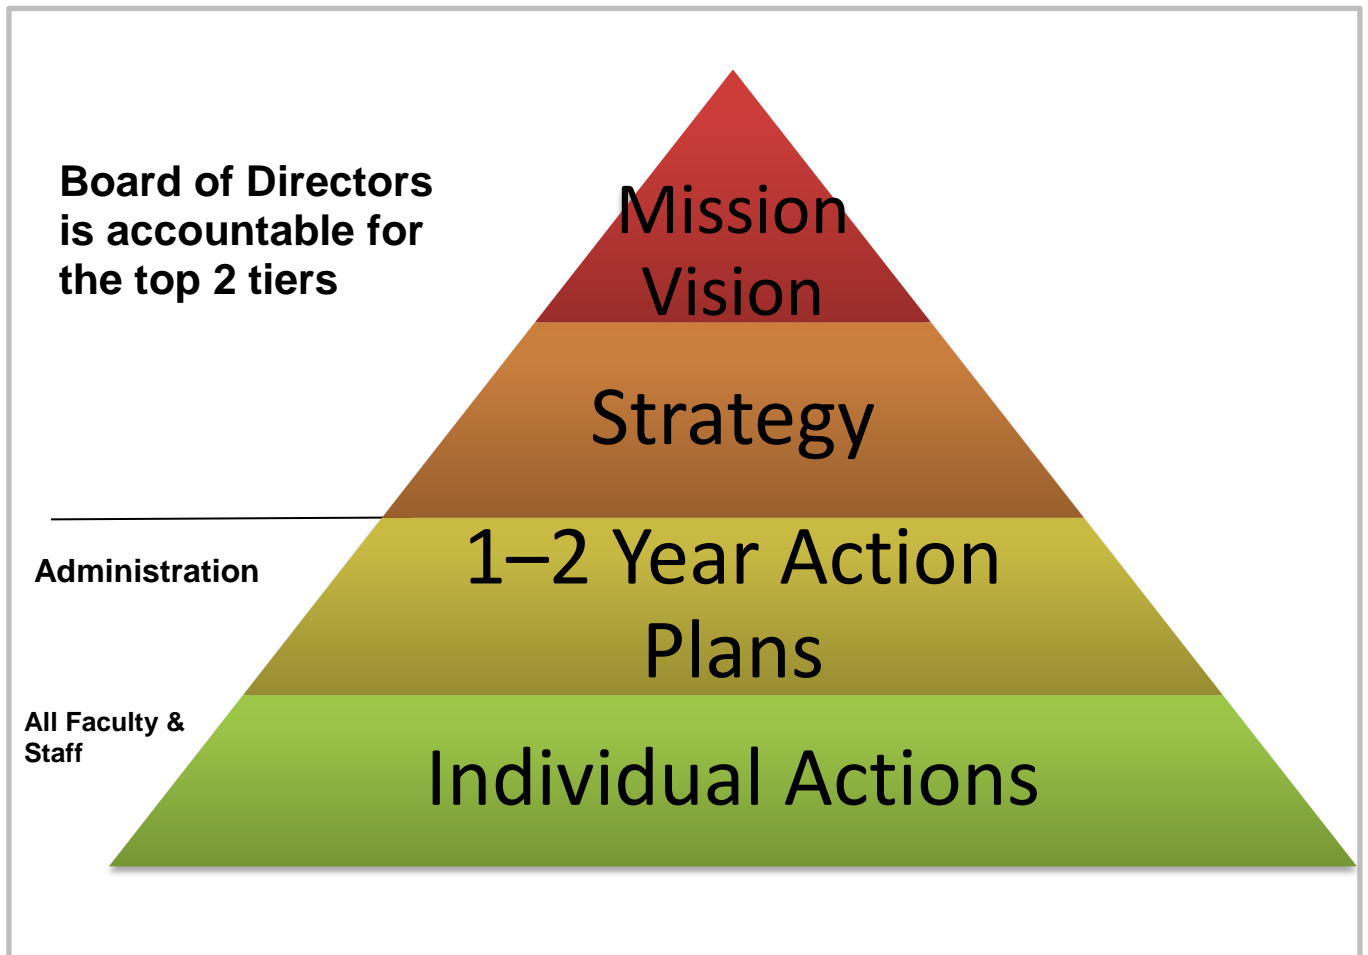 Board of Directors
is accountable for
the top 2 tiers
Mission
Vision
Strategy
Administration
1–2 Year Action
Plans
All Faculty &
Staff
Individual Actions